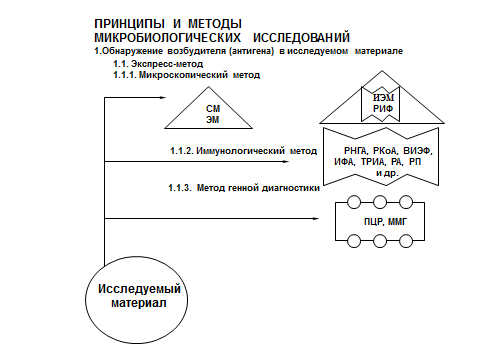 ПРИНЦИПЫ И МЕТОДЫ
МИКРОБИОЛОГИЧЕСКИХ ИССЛЕДОВАНИЙ
1.Обнаружение возбудителя (антигена) в исследуемом материале
1.1. Экспресс-метод
1.1.1. Микроскопический метод
СМ
ЭМ
ИЭМ
РИФ
1.1.2. Иммунологический метод
РНГА, РКоА, ВИЭФ,
ИФА, ТРИА, РА, РП
и др.
1.1.3. Метод генной диагностики
ПЦР, ММГ
Исследуемый
материал